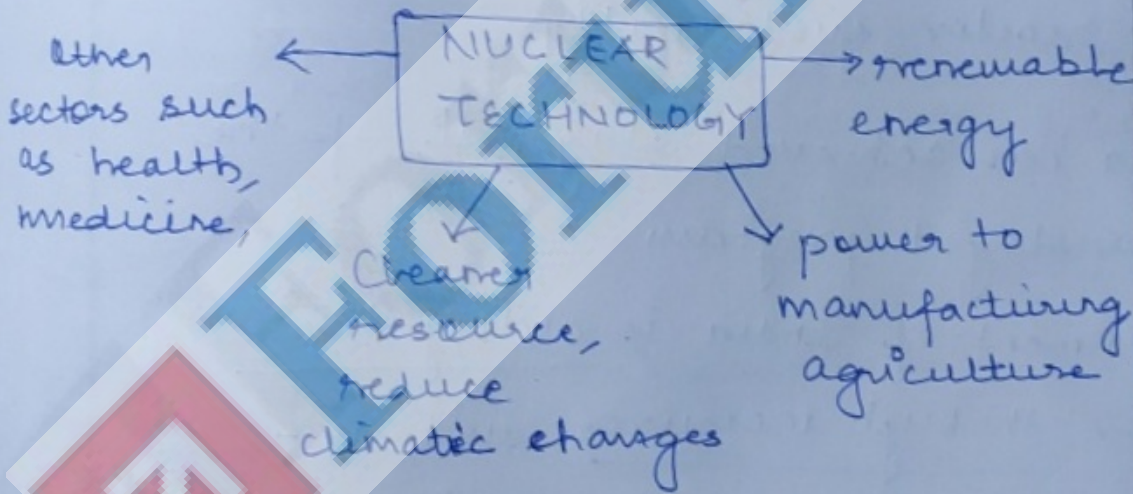 NUCLEAR
TECHNOLOGY
other
sectors such
as health,
medicine,
Cleaner
resource,
reduce
climatic changes
power to
manufacturing
agriculture
renewable
energy
Foru